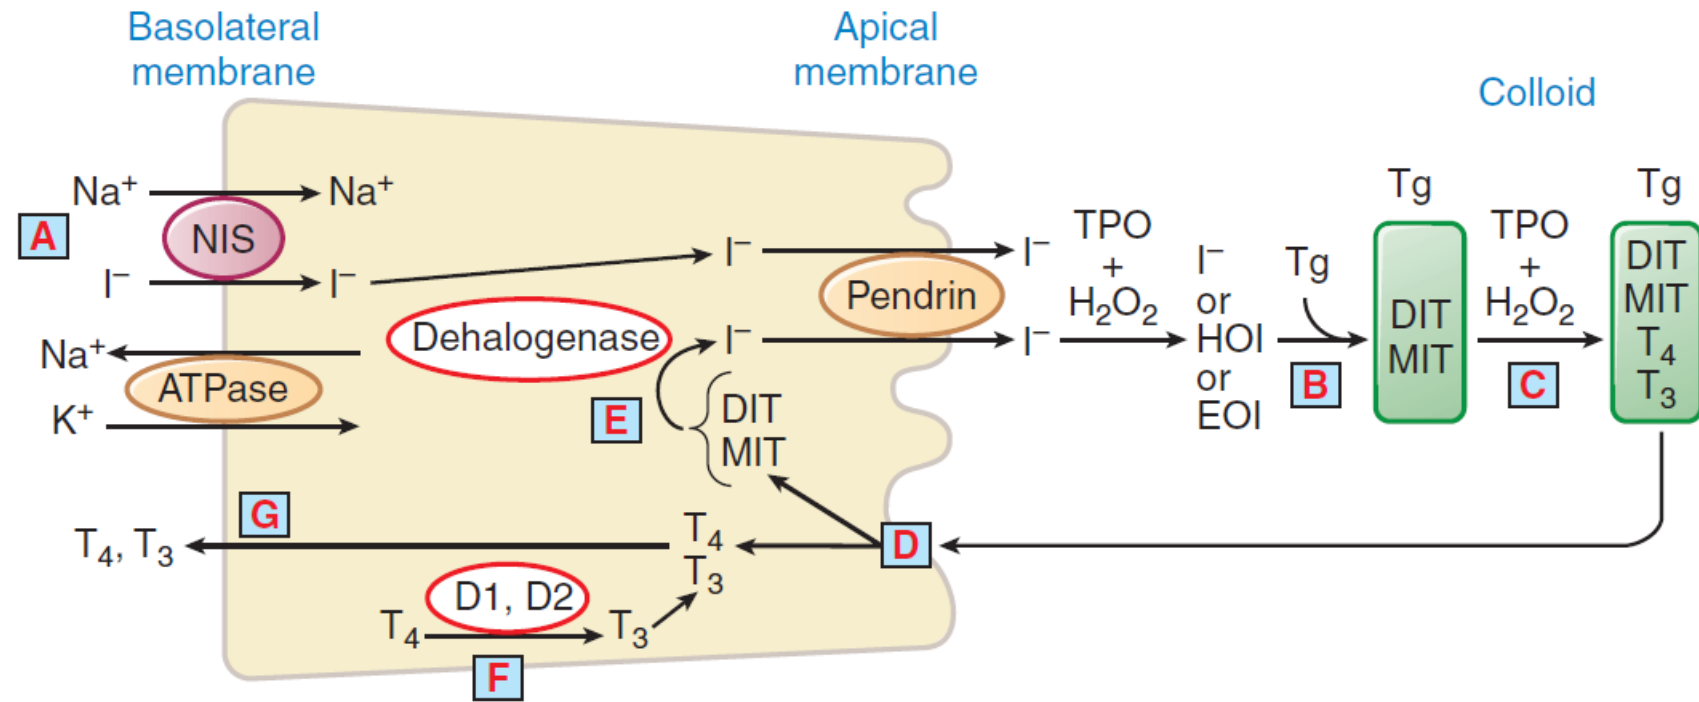 Basolateral
membrane
Apical
membrane
Colloid
Na⁺ Na⁺
A
NIS
I⁻ I⁻ I⁻ I⁻
Dehalogenase
Pendrin
I⁻ I⁻
Na⁺
ATPase
K⁺
E
DIT
MIT
TPO
+
H₂O₂
I⁻
or
HOI
or
EOI
Tg
B
Tg
DIT
MIT
TPO
+
H₂O₂
C
Tg
DIT
MIT
T₄
T₃
D
G
T₄, T₃
T₄
T₃
D1, D2
T₄ T₃
F